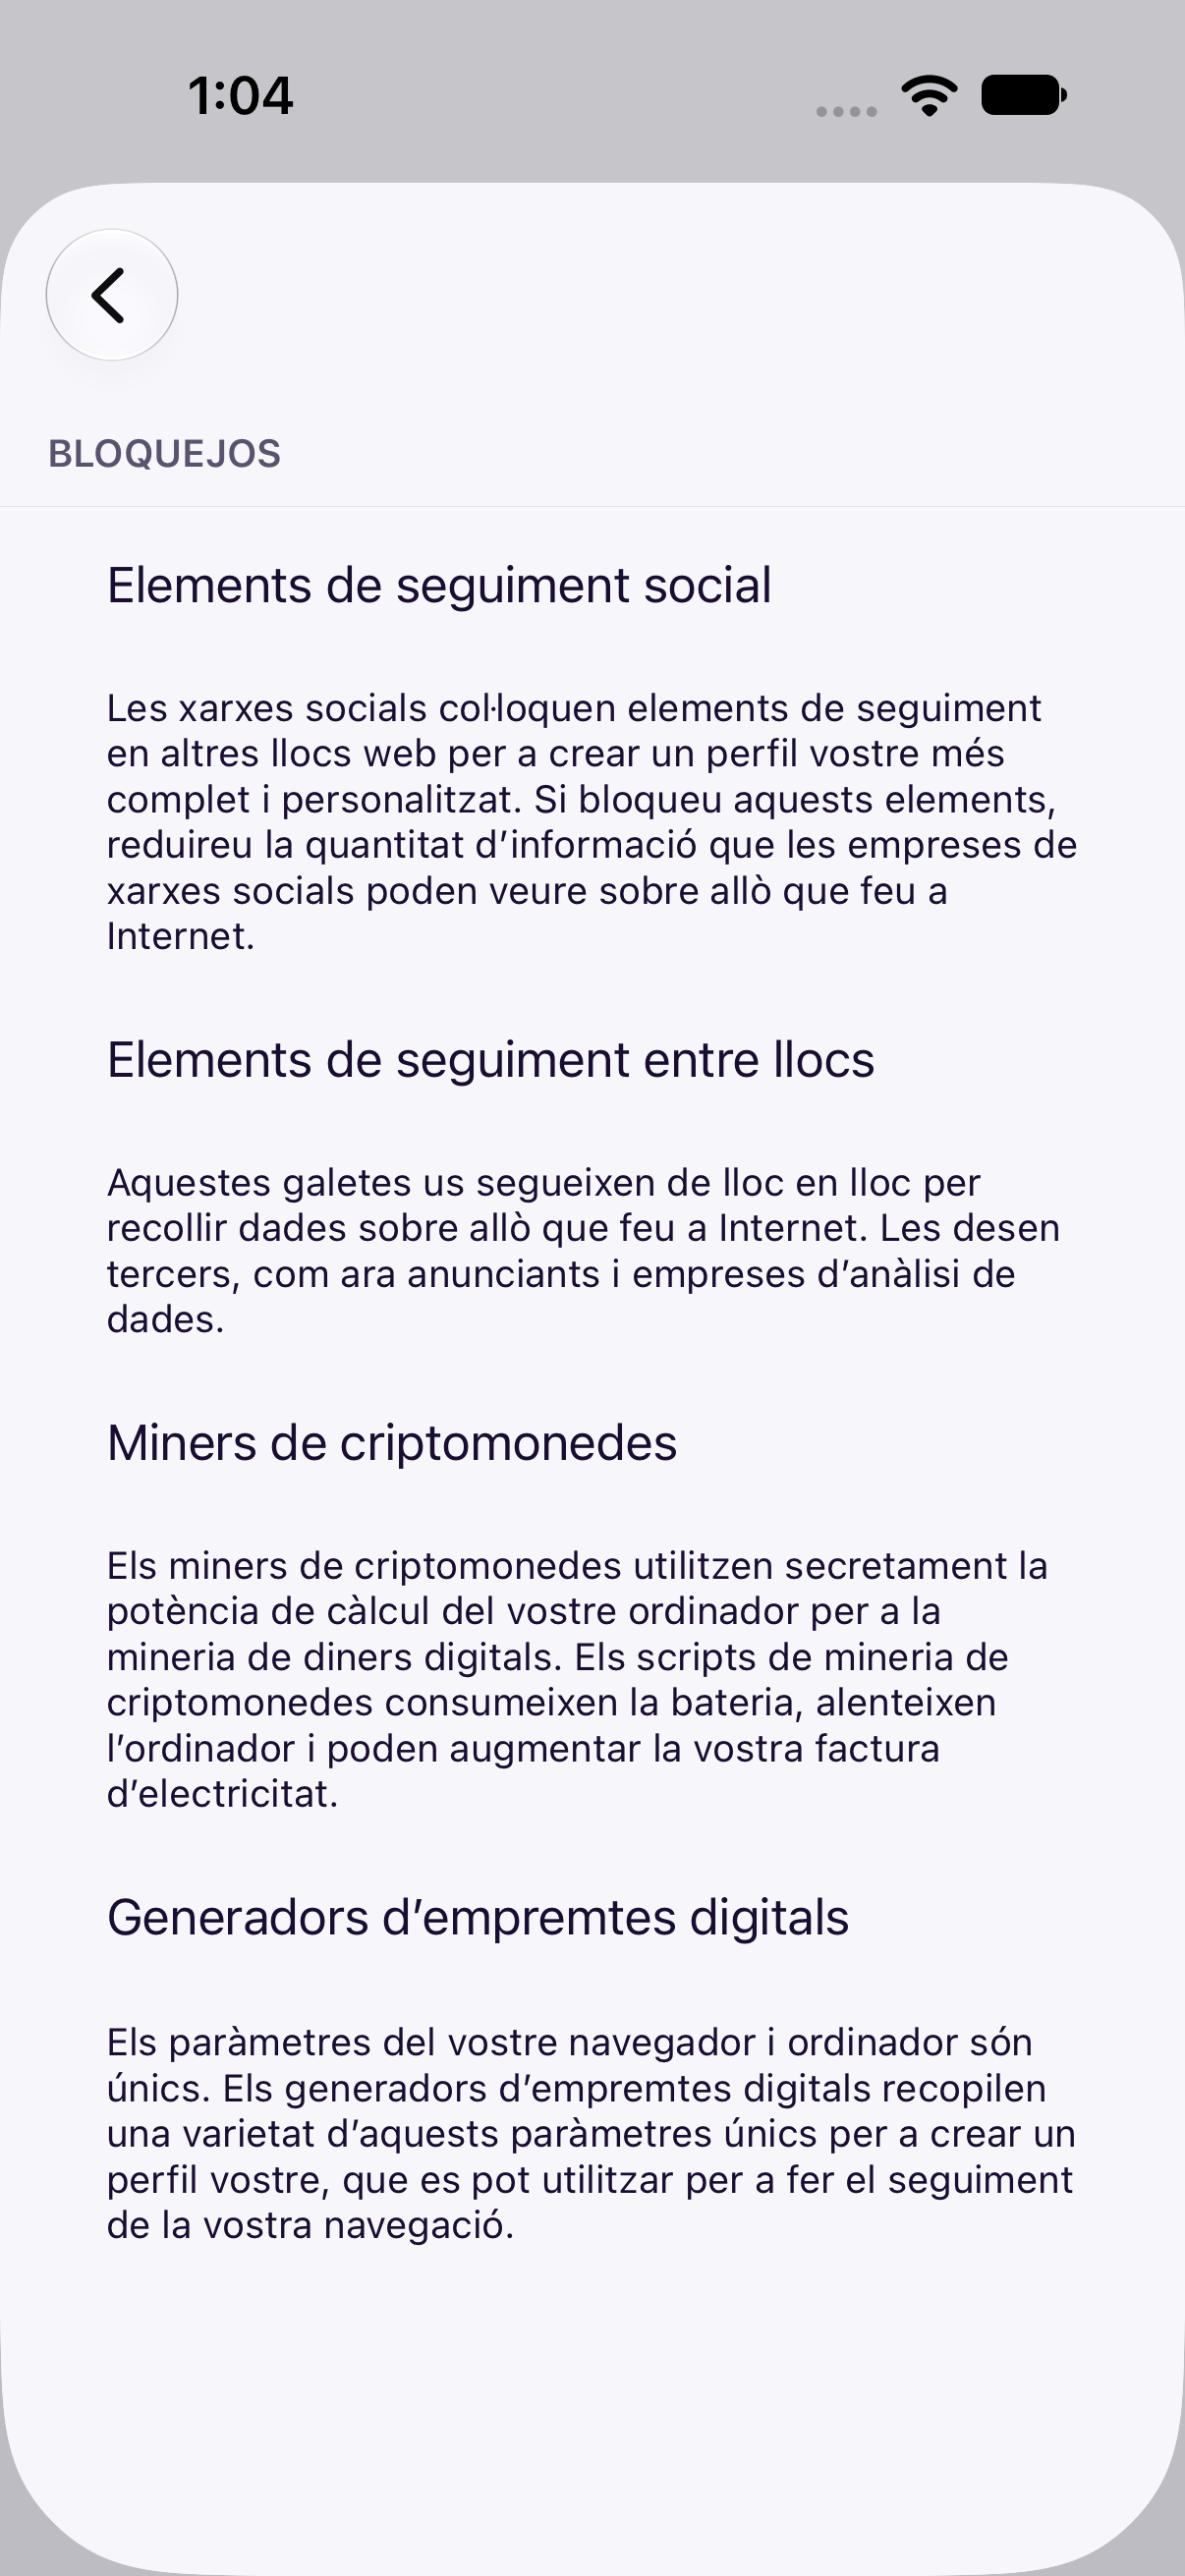 1:04
BLOQUEJOS
Elements de seguiment social
Les xarxes socials col·loquen elements de seguiment
en altres llocs web per a crear un perfil vostre més
complet i personalitzat. Si bloqueu aquests elements,
reduireu la quantitat d’informació que les empreses de
xarxes socials poden veure sobre allò que feu a
Internet.
Elements de seguiment entre llocs
Aquestes galetes us segueixen de lloc en lloc per
recollir dades sobre allò que feu a Internet. Les desen
tercers, com ara anunciants i empreses d’anàlisi de
dades.
Miners de criptomonedes
Els miners de criptomonedes utilitzen secretament la
potència de càlcul del vostre ordinador per a la
mineria de diners digitals. Els scripts de mineria de
criptomonedes consumeixen la bateria, alenteixen
l’ordinador i poden augmentar la vostra factura
d’electricitat.
Generadors d’empremtes digitals
Els paràmetres del vostre navegador i ordinador són
únics. Els generadors d’empremtes digitals recopilen
una varietat d’aquests paràmetres únics per a crear un
perfil vostre, que es pot utilitzar per a fer el seguiment
de la vostra navegació.